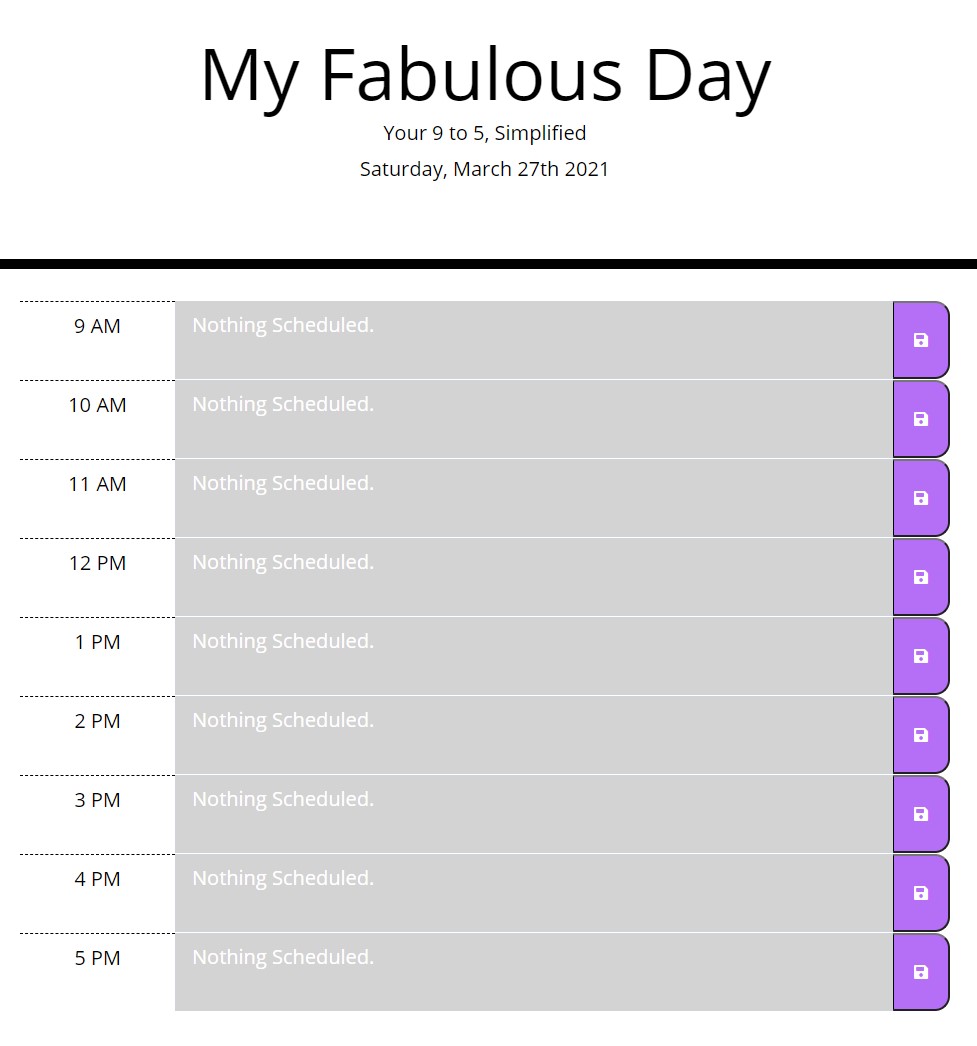 My Fabulous Day
Your 9 to 5, Simplified
Saturday, March 27th 2021
9 AM Nothing Scheduled.
10 AM Nothing Scheduled.
11 AM Nothing Scheduled.
12 PM Nothing Scheduled.
1 PM Nothing Scheduled.
2 PM Nothing Scheduled.
3 PM Nothing Scheduled.
4 PM Nothing Scheduled.
5 PM Nothing Scheduled.